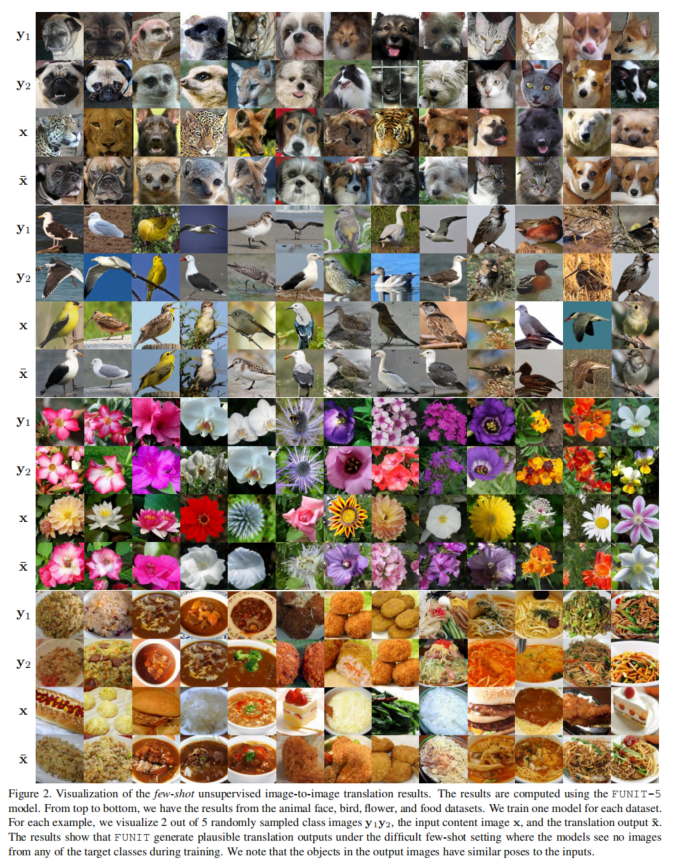 y₁
y₂
x
x̄
y₁
y₂
x
x̄
y₁
y₂
x
x̄
y₁
y₂
x
x̄
Figure 2. Visualization of the few-shot unsupervised image-to-image translation results. The results are computed using the FUNIT-5
model. From top to bottom, we have the results from the animal face, bird, flower, and food datasets. We train one model for each dataset.
For each example, we visualize 2 out of 5 randomly sampled class images y₁y₂, the input content image x, and the translation output x̄.
The results show that FUNIT generate plausible translation outputs under the difficult few-shot setting where the models see no images
from any of the target classes during training. We note that the objects in the output images have similar poses to the inputs.